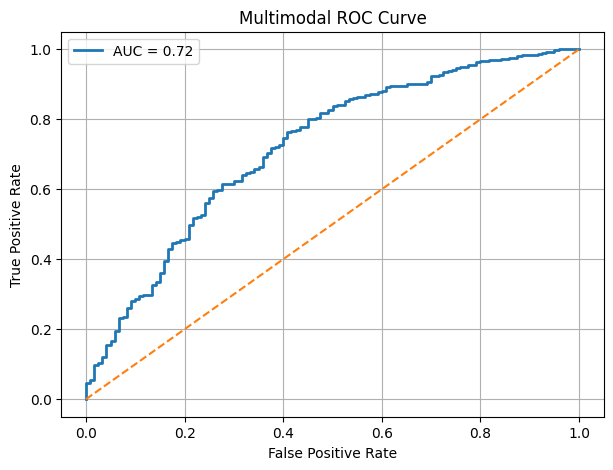 Multimodal ROC Curve
AUC = 0.72
True Positive Rate
1.0
0.8
0.6
0.4
0.2
0.0
0.0 0.2 0.4 0.6 0.8 1.0
False Positive Rate